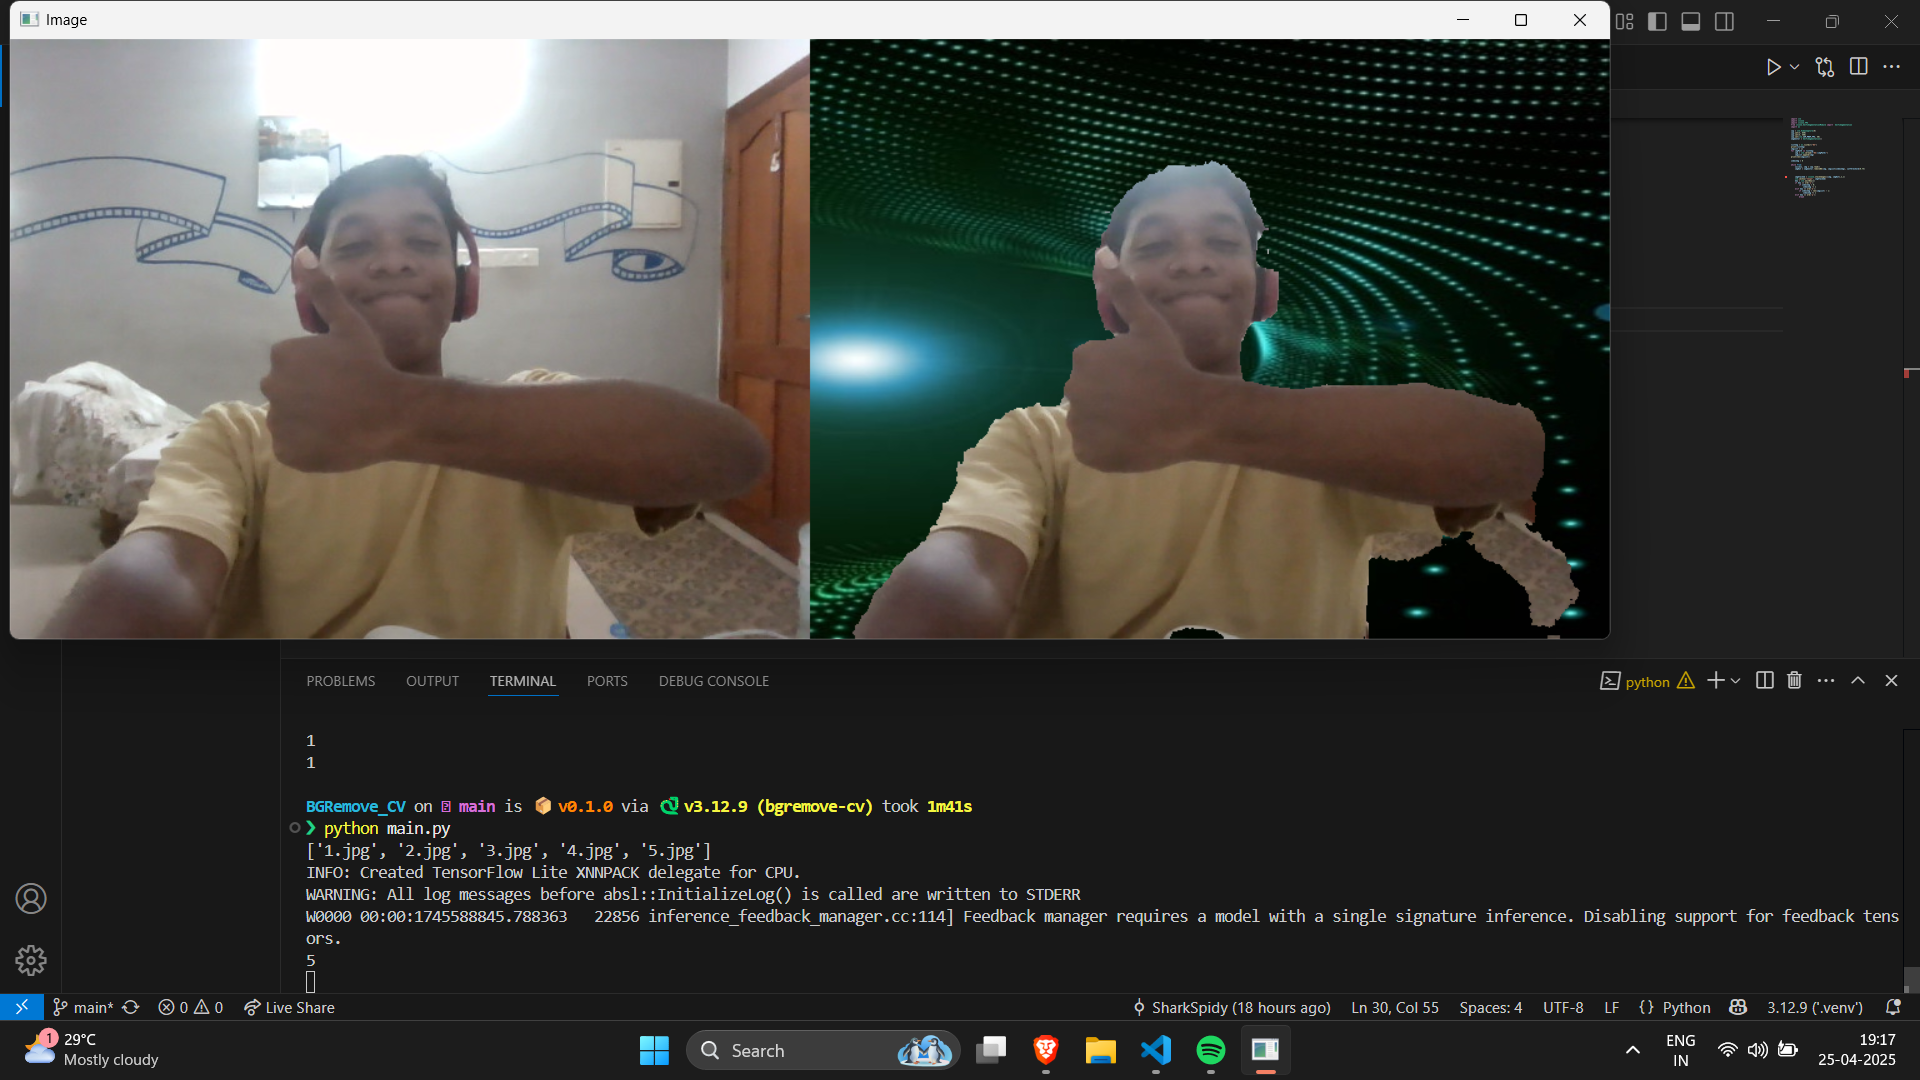 Image
PROBLEMS OUTPUT TERMINAL PORTS DEBUG CONSOLE
python
1
1
BGRemove_CV on main is v0.1.0 via v3.12.9 (bgremove-cv) took 1m41s
❯ python main.py
['1.jpg', '2.jpg', '3.jpg', '4.jpg', '5.jpg']
INFO: Created TensorFlow Lite XNNPACK delegate for CPU.
WARNING: All log messages before absl::InitializeLog() is called are written to STDERR
W0000 00:00:1745588845.788363   22856 inference_feedback_manager.cc:114] Feedback manager requires a model with a single signature inference. Disabling support for feedback tens
ors.
5
main* 0 0 Live Share SharkSpidy (18 hours ago) Ln 30, Col 55 Spaces: 4 UTF-8 LF {} Python 3.12.9 ('.venv')
1 29°C
Mostly cloudy
Search
ENG
IN
19:17
25-04-2025